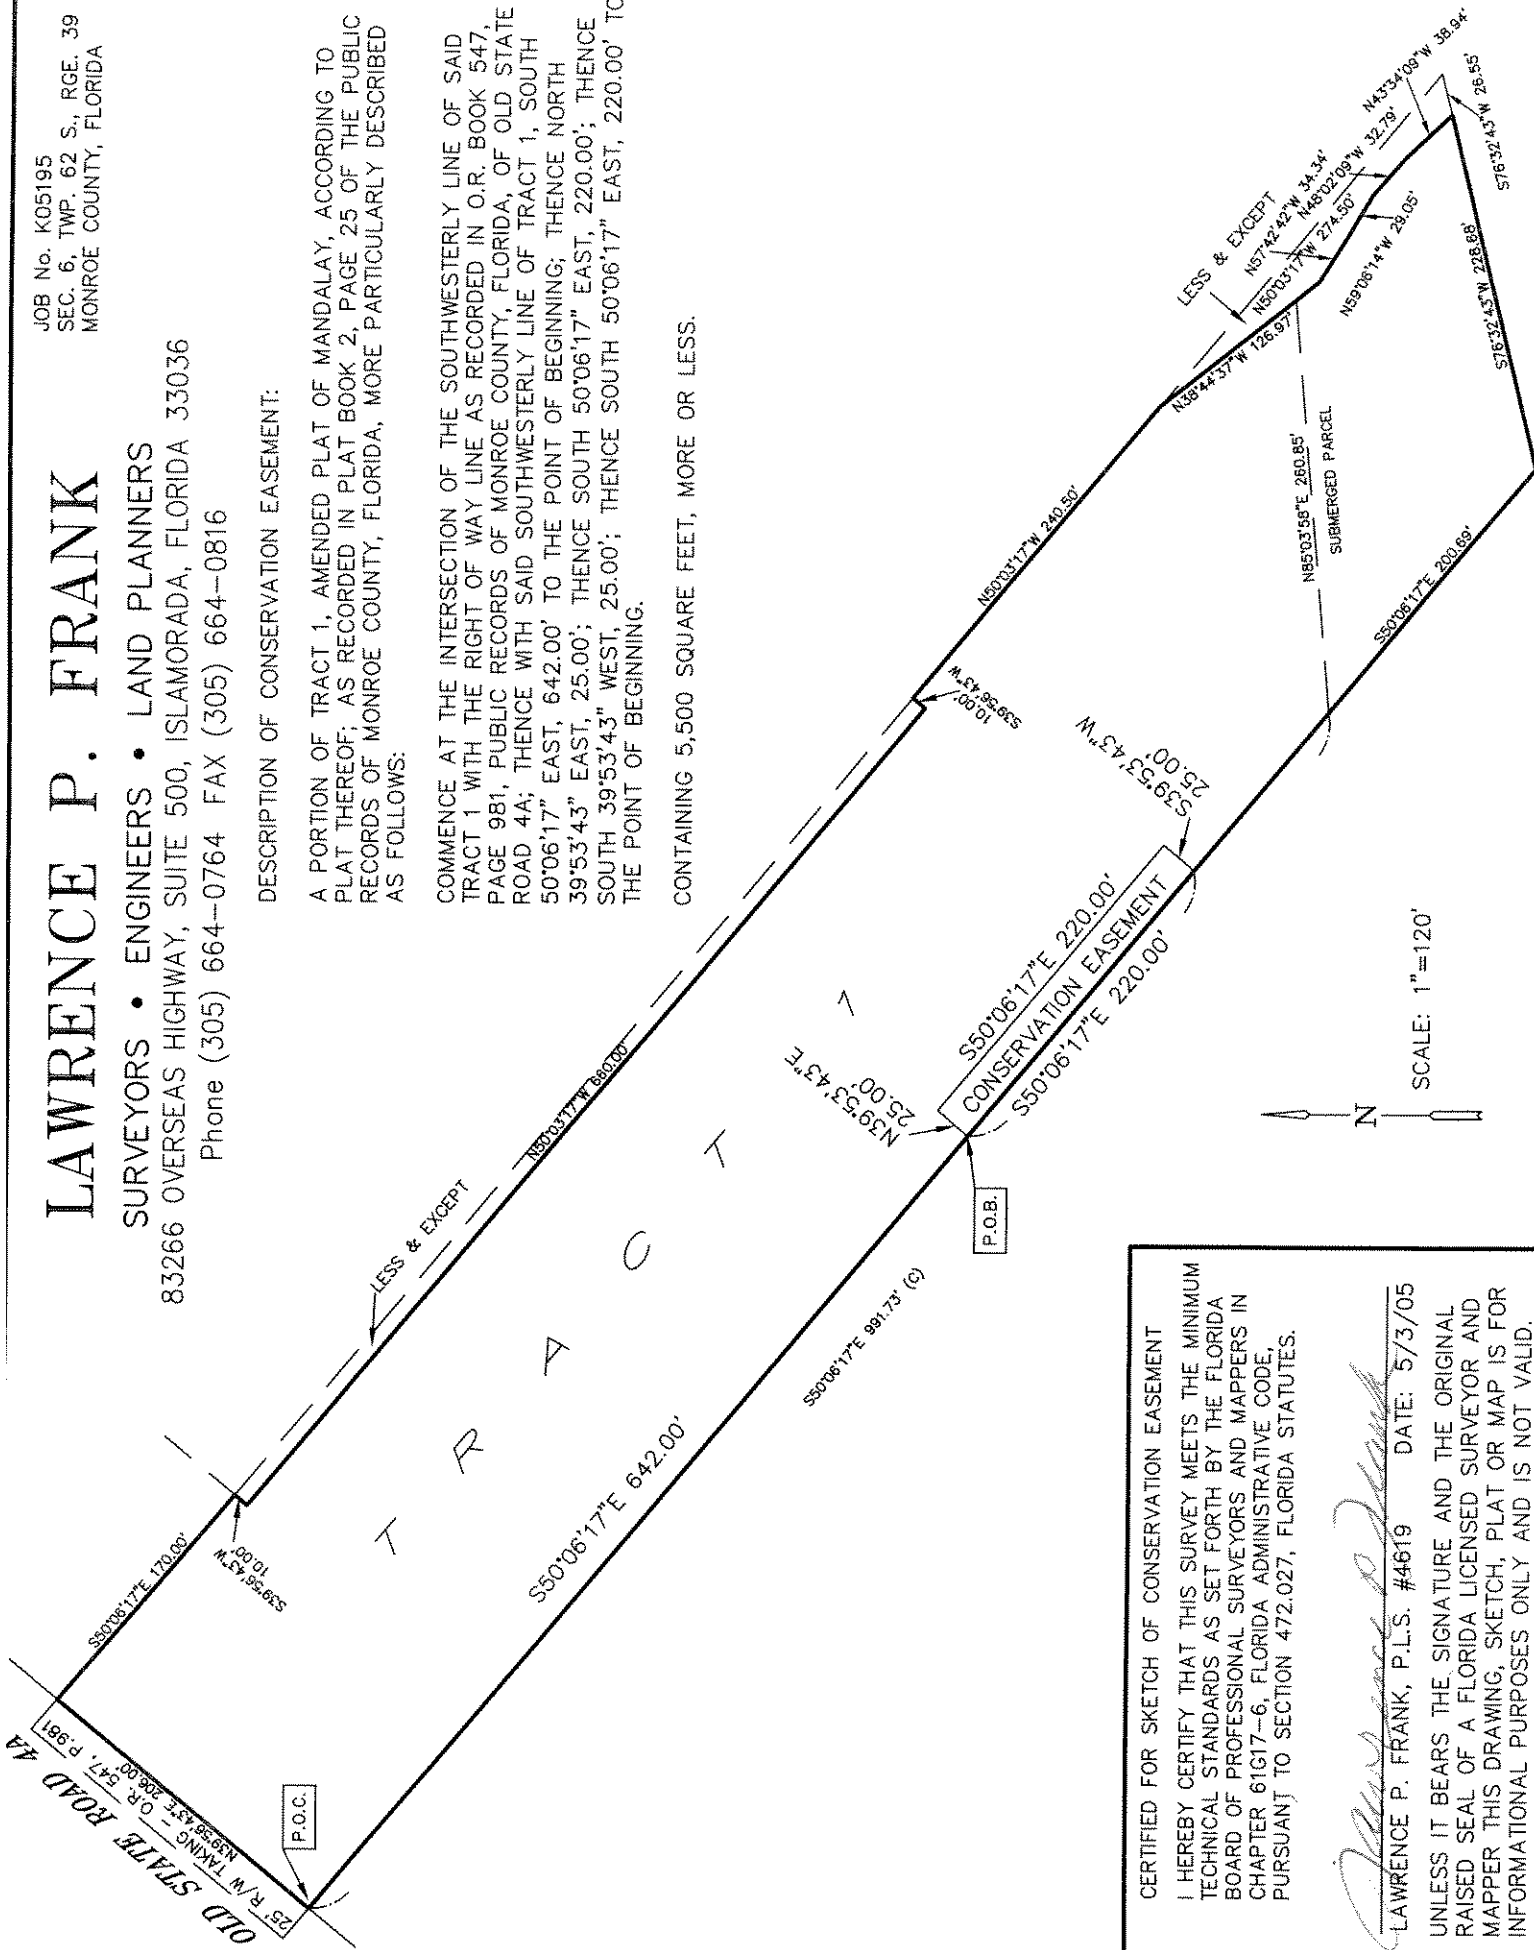 JOB No. K05195
SEC. 6, TWP. 62 S., RGE. 39
MONROE COUNTY, FLORIDA
LAWRENCE P. FRANK
SURVEYORS • ENGINEERS • LAND PLANNERS
83266 OVERSEAS HIGHWAY, SUITE 500, ISLAMORADA, FLORIDA 33036
Phone (305) 664-0764 FAX (305) 664-0816
DESCRIPTION OF CONSERVATION EASEMENT:
A PORTION OF TRACT 1, AMENDED PLAT OF MANDALAY, ACCORDING TO
PLAT THEREOF; AS RECORDED IN PLAT BOOK 2, PAGE 25 OF THE PUBLIC
RECORDS OF MONROE COUNTY, FLORIDA, MORE PARTICULARLY DESCRIBED
AS FOLLOWS:
COMMENCE AT THE INTERSECTION OF THE SOUTHWESTERLY LINE OF SAID
TRACT 1 WITH THE RIGHT OF WAY LINE AS RECORDED IN O.R. BOOK 547,
PAGE 981, PUBLIC RECORDS OF MONROE COUNTY, FLORIDA, OF OLD STATE
ROAD 4A; THENCE WITH SAID SOUTHWESTERLY LINE OF TRACT 1, SOUTH
50°06'17" EAST, 642.00' TO THE POINT OF BEGINNING; THENCE NORTH
39°53'43" EAST, 25.00'; THENCE SOUTH 50°06'17" EAST, 220.00'; THENCE
SOUTH 39°53'43" WEST, 25.00'; THENCE SOUTH 50°06'17" EAST, 220.00' TO
THE POINT OF BEGINNING.
CONTAINING 5,500 SQUARE FEET, MORE OR LESS.
OLD STATE ROAD 4A
25' R/W TAKING - O.R. 547, P.981
N39°56'43"E 206.00'
P.O.C.
S50°06'17"E 170.00'
S39°56'43"W
10.00'
LESS & EXCEPT
N50°03'17"W 680.00'
S39°56'43"W
10.00'
N50°03'17"W 240.50'
LESS & EXCEPT
N38°44'37"W 126.97'
N50°03'17"W 274.50'
N57°42'42"W 34.34'
N48°02'09"W 32.79'
N43°34'09"W 38.94'
N59°06'14"W 29.05'
S76°32'43"W 26.55'
S76°32'43"W 228.68'
N85°03'58"E 260.85'
SUBMERGED PARCEL
S50°06'17"E 200.69'
TRACT 1
S50°06'17"E 642.00'
S50°06'17"E 991.73' (C)
P.O.B.
N39°53'43"E
25.00'
S50°06'17"E 220.00'
CONSERVATION EASEMENT
S50°06'17"E 220.00'
S39°53'43"W
25.00'
N
SCALE: 1"=120'
CERTIFIED FOR SKETCH OF CONSERVATION EASEMENT
I HEREBY CERTIFY THAT THIS SURVEY MEETS THE MINIMUM
TECHNICAL STANDARDS AS SET FORTH BY THE FLORIDA
BOARD OF PROFESSIONAL SURVEYORS AND MAPPERS IN
CHAPTER 61G17-6, FLORIDA ADMINISTRATIVE CODE,
PURSUANT TO SECTION 472.027, FLORIDA STATUTES.
Lawrence P Frank
LAWRENCE P. FRANK, P.L.S. #4619 DATE: 5/3/05
UNLESS IT BEARS THE SIGNATURE AND THE ORIGINAL
RAISED SEAL OF A FLORIDA LICENSED SURVEYOR AND
MAPPER THIS DRAWING, SKETCH, PLAT OR MAP IS FOR
INFORMATIONAL PURPOSES ONLY AND IS NOT VALID.